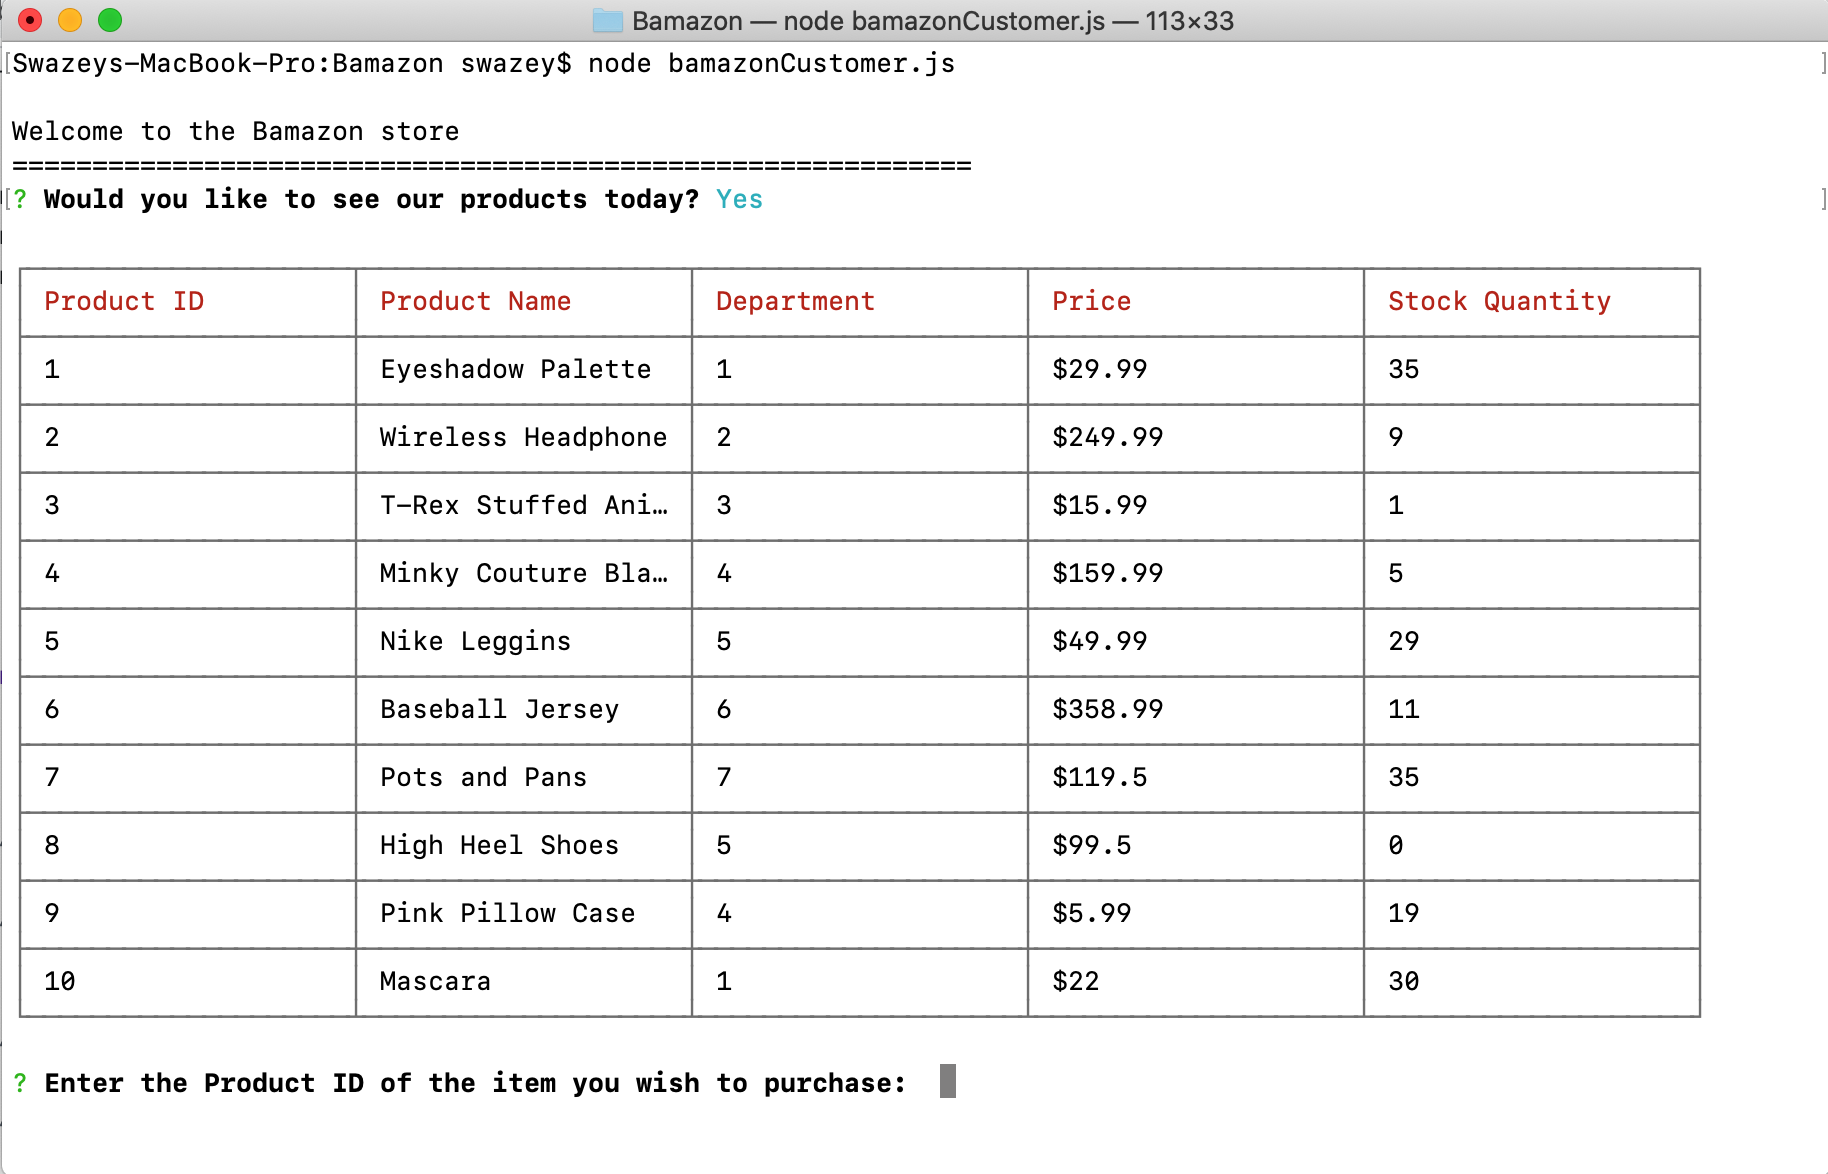 Bamazon — node bamazonCustomer.js — 113×33
[Swazeys-MacBook-Pro:Bamazon swazey$ node bamazonCustomer.js ]
Welcome to the Bamazon store
============================================================
[? Would you like to see our products today? Yes ]
Product ID Product Name Department Price Stock Quantity
1 Eyeshadow Palette 1 $29.99 35
2 Wireless Headphone 2 $249.99 9
3 T-Rex Stuffed Ani… 3 $15.99 1
4 Minky Couture Bla… 4 $159.99 5
5 Nike Leggins 5 $49.99 29
6 Baseball Jersey 6 $358.99 11
7 Pots and Pans 7 $119.5 35
8 High Heel Shoes 5 $99.5 0
9 Pink Pillow Case 4 $5.99 19
10 Mascara 1 $22 30
? Enter the Product ID of the item you wish to purchase: